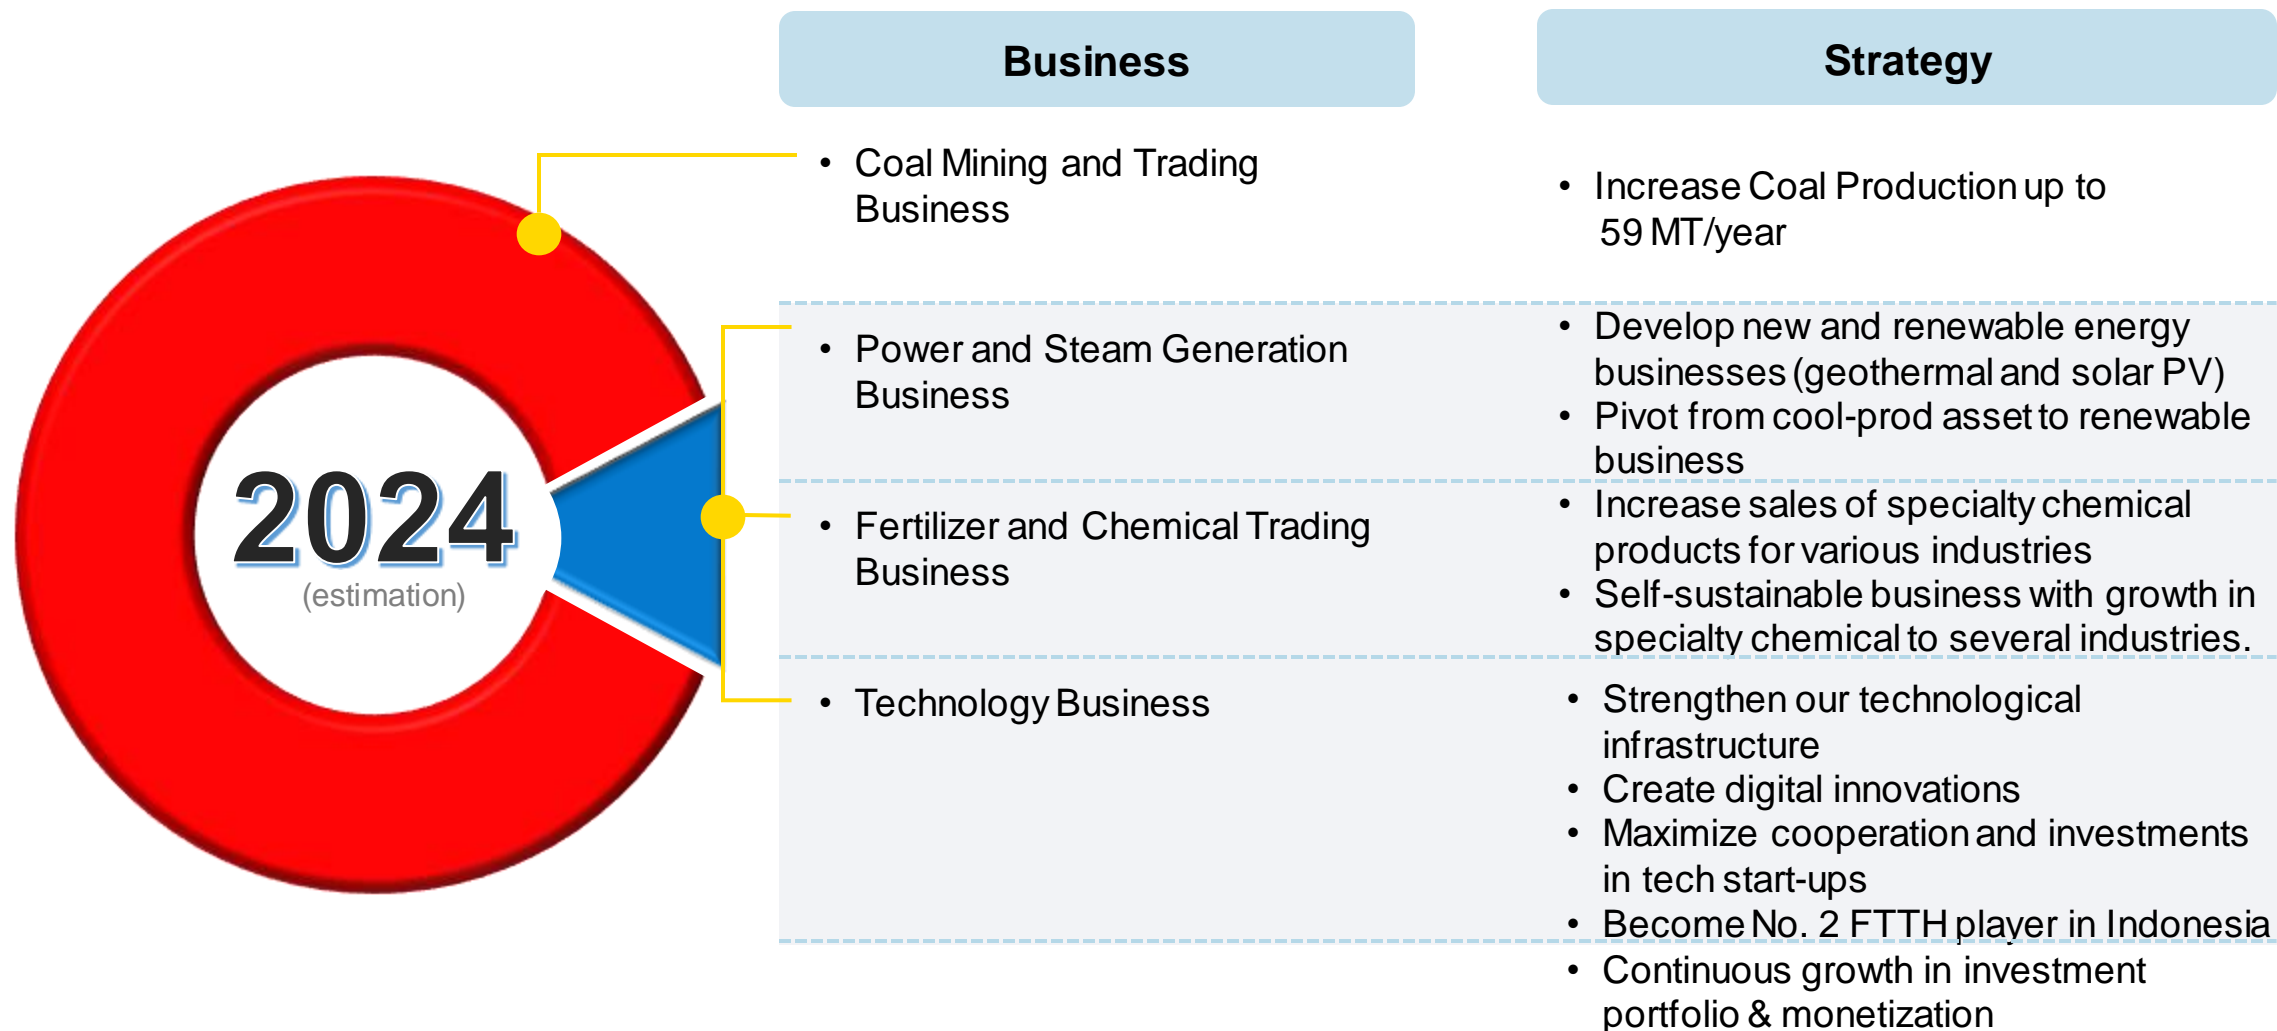 Business
Strategy
• Coal Mining and Trading
Business
• Increase Coal Production up to
59 MT/year
• Power and Steam Generation
Business
• Develop new and renewable energy
businesses (geothermal and solar PV)
• Pivot from cool-prod asset to renewable
business
• Fertilizer and Chemical Trading
Business
• Increase sales of specialty chemical
products for various industries
• Self-sustainable business with growth in
specialty chemical to several industries.
• Technology Business
• Strengthen our technological
infrastructure
• Create digital innovations
• Maximize cooperation and investments
in tech start-ups
• Become No. 2 FTTH player in Indonesia
• Continuous growth in investment
portfolio & monetization
2024
(estimation)